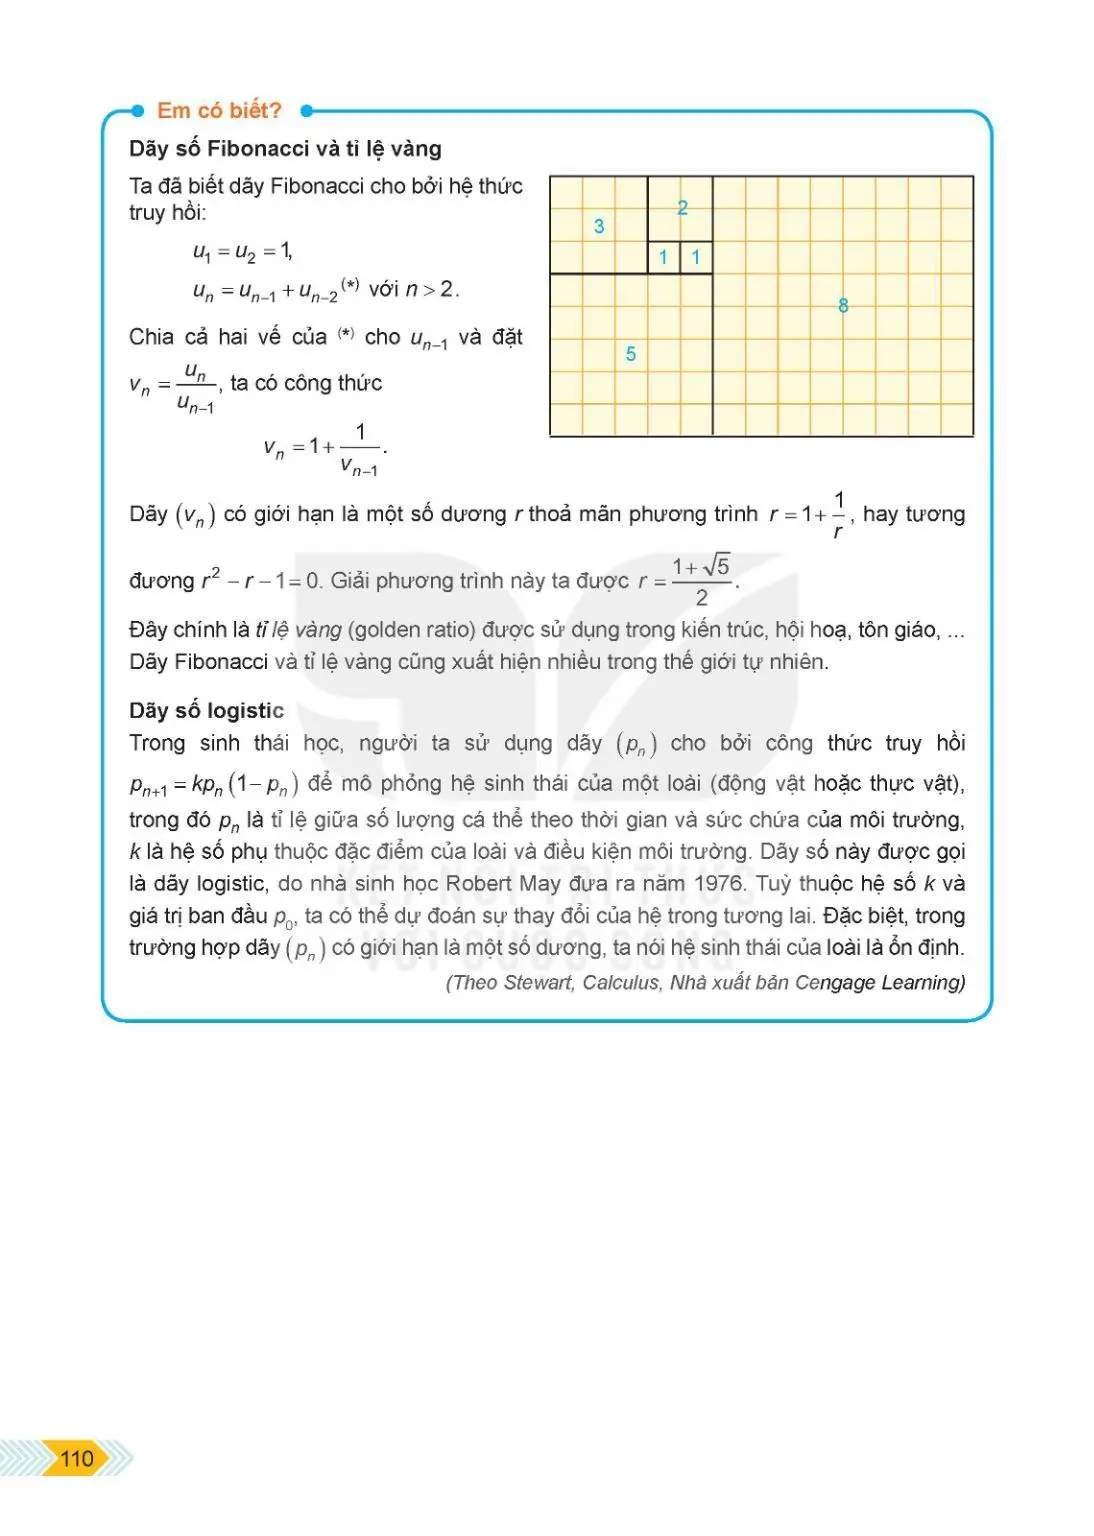 Em có biết?
Dãy số Fibonacci và tỉ lệ vàng
Ta đã biết dãy Fibonacci cho bởi hệ thức
truy hồi:
u₁ = u₂ = 1,
uₙ = uₙ₋₁ + uₙ₋₂ (*) với n > 2.
Chia cả hai vế của (*) cho uₙ₋₁ và đặt
vₙ = uₙ/uₙ₋₁, ta có công thức
vₙ = 1 + 1/vₙ₋₁.
3
2
1 1
8
5
Dãy (vₙ) có giới hạn là một số dương r thoả mãn phương trình r = 1 + 1/r, hay tương
đương r² – r – 1 = 0. Giải phương trình này ta được r = (1 + √5)/2.
Đây chính là tỉ lệ vàng (golden ratio) được sử dụng trong kiến trúc, hội hoạ, tôn giáo, ...
Dãy Fibonacci và tỉ lệ vàng cũng xuất hiện nhiều trong thế giới tự nhiên.
Dãy số logistic
Trong sinh thái học, người ta sử dụng dãy (pₙ) cho bởi công thức truy hồi
pₙ₊₁ = kpₙ(1 – pₙ) để mô phỏng hệ sinh thái của một loài (động vật hoặc thực vật),
trong đó pₙ là tỉ lệ giữa số lượng cá thể theo thời gian và sức chứa của môi trường,
k là hệ số phụ thuộc đặc điểm của loài và điều kiện môi trường. Dãy số này được gọi
là dãy logistic, do nhà sinh học Robert May đưa ra năm 1976. Tuỳ thuộc hệ số k và
giá trị ban đầu p₀, ta có thể dự đoán sự thay đổi của hệ trong tương lai. Đặc biệt, trong
trường hợp dãy (pₙ) có giới hạn là một số dương, ta nói hệ sinh thái của loài là ổn định.
(Theo Stewart, Calculus, Nhà xuất bản Cengage Learning)
KẾT NỐI TRI THỨC
VỚI CUỘC SỐNG
110